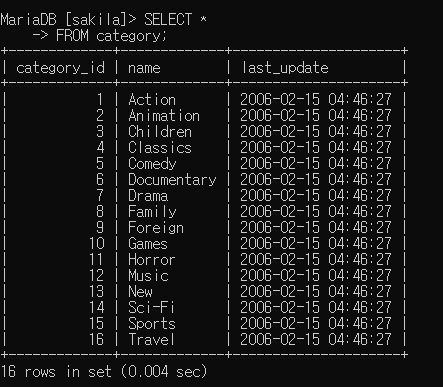 MariaDB [sakila]> SELECT *
    -> FROM category;
+-------------+-------------+---------------------+
| category_id | name        | last_update         |
+-------------+-------------+---------------------+
|           1 | Action      | 2006-02-15 04:46:27 |
|           2 | Animation   | 2006-02-15 04:46:27 |
|           3 | Children    | 2006-02-15 04:46:27 |
|           4 | Classics    | 2006-02-15 04:46:27 |
|           5 | Comedy      | 2006-02-15 04:46:27 |
|           6 | Documentary | 2006-02-15 04:46:27 |
|           7 | Drama       | 2006-02-15 04:46:27 |
|           8 | Family      | 2006-02-15 04:46:27 |
|           9 | Foreign     | 2006-02-15 04:46:27 |
|          10 | Games       | 2006-02-15 04:46:27 |
|          11 | Horror      | 2006-02-15 04:46:27 |
|          12 | Music       | 2006-02-15 04:46:27 |
|          13 | New         | 2006-02-15 04:46:27 |
|          14 | Sci-Fi      | 2006-02-15 04:46:27 |
|          15 | Sports      | 2006-02-15 04:46:27 |
|          16 | Travel      | 2006-02-15 04:46:27 |
+-------------+-------------+---------------------+
16 rows in set (0.004 sec)